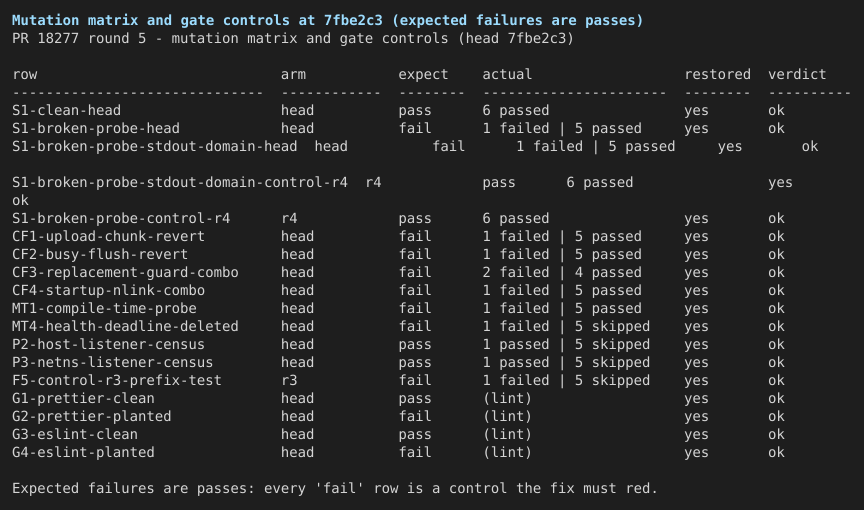 Mutation matrix and gate controls at 7fbe2c3 (expected failures are passes)
PR 18277 round 5 - mutation matrix and gate controls (head 7fbe2c3)
row arm expect actual restored verdict
------------------------------ ------------ -------- ---------------------- -------- ----------
S1-clean-head head pass 6 passed yes ok
S1-broken-probe-head head fail 1 failed | 5 passed yes ok
S1-broken-probe-stdout-domain-head head fail 1 failed | 5 passed yes ok
S1-broken-probe-stdout-domain-control-r4 r4 pass 6 passed yes
ok
S1-broken-probe-control-r4 r4 pass 6 passed yes ok
CF1-upload-chunk-revert head fail 1 failed | 5 passed yes ok
CF2-busy-flush-revert head fail 1 failed | 5 passed yes ok
CF3-replacement-guard-combo head fail 2 failed | 4 passed yes ok
CF4-startup-nlink-combo head fail 1 failed | 5 passed yes ok
MT1-compile-time-probe head fail 1 failed | 5 passed yes ok
MT4-health-deadline-deleted head fail 1 failed | 5 skipped yes ok
P2-host-listener-census head pass 1 passed | 5 skipped yes ok
P3-netns-listener-census head pass 1 passed | 5 skipped yes ok
F5-control-r3-prefix-test r3 fail 1 failed | 5 skipped yes ok
G1-prettier-clean head pass (lint) yes ok
G2-prettier-planted head fail (lint) yes ok
G3-eslint-clean head pass (lint) yes ok
G4-eslint-planted head fail (lint) yes ok
Expected failures are passes: every 'fail' row is a control the fix must red.